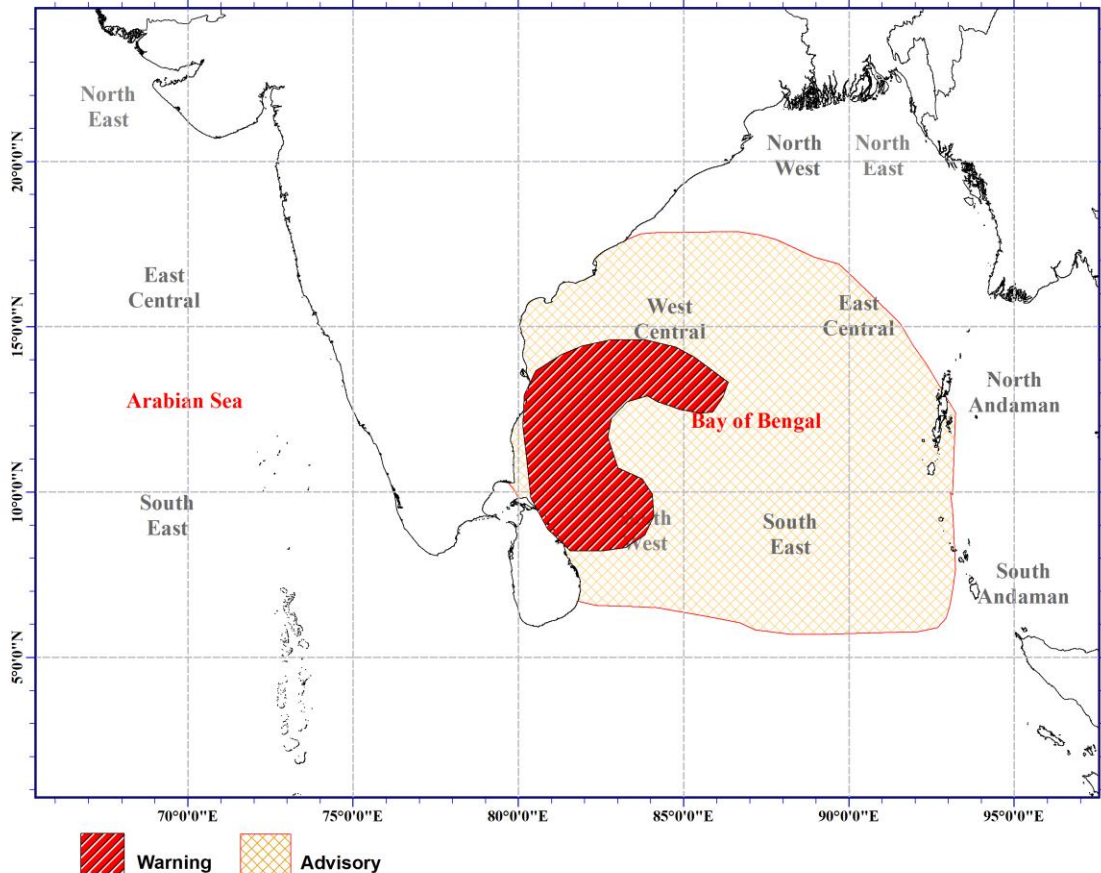 North
East
North
West
North
East
20°0'0"N
East
Central
West
Central
East
Central
15°0'0"N
Arabian Sea
North
Andaman
Bay of Bengal
10°0'0"N
South
East
West
South
East
South
Andaman
5°0'0"N
70°0'0"E
75°0'0"E
80°0'0"E
85°0'0"E
90°0'0"E
95°0'0"E
Warning
Advisory